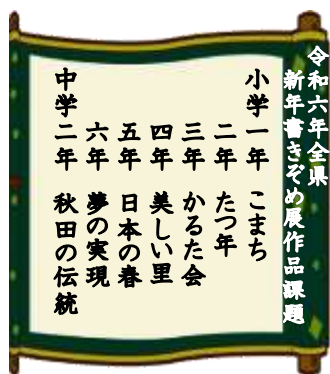 令和六年全県
新年書きぞめ展作品課題
小学一年 こまち
二年 たつ年
三年 かるた会
四年 美しい里
五年 日本の春
六年 夢の実現
中学二年 秋田の伝統